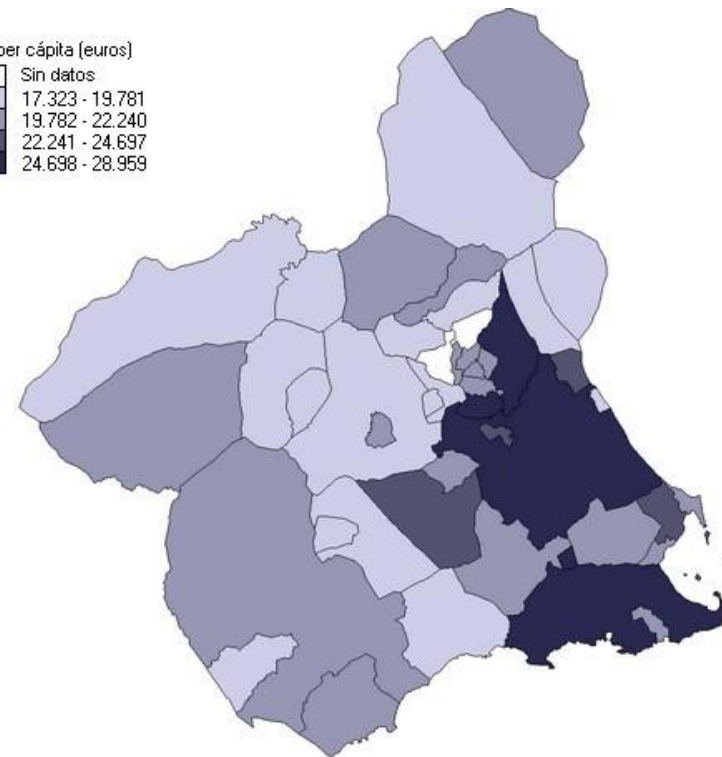 per cápita (euros)
Sin datos
17.323 - 19.781
19.782 - 22.240
22.241 - 24.697
24.698 - 28.959